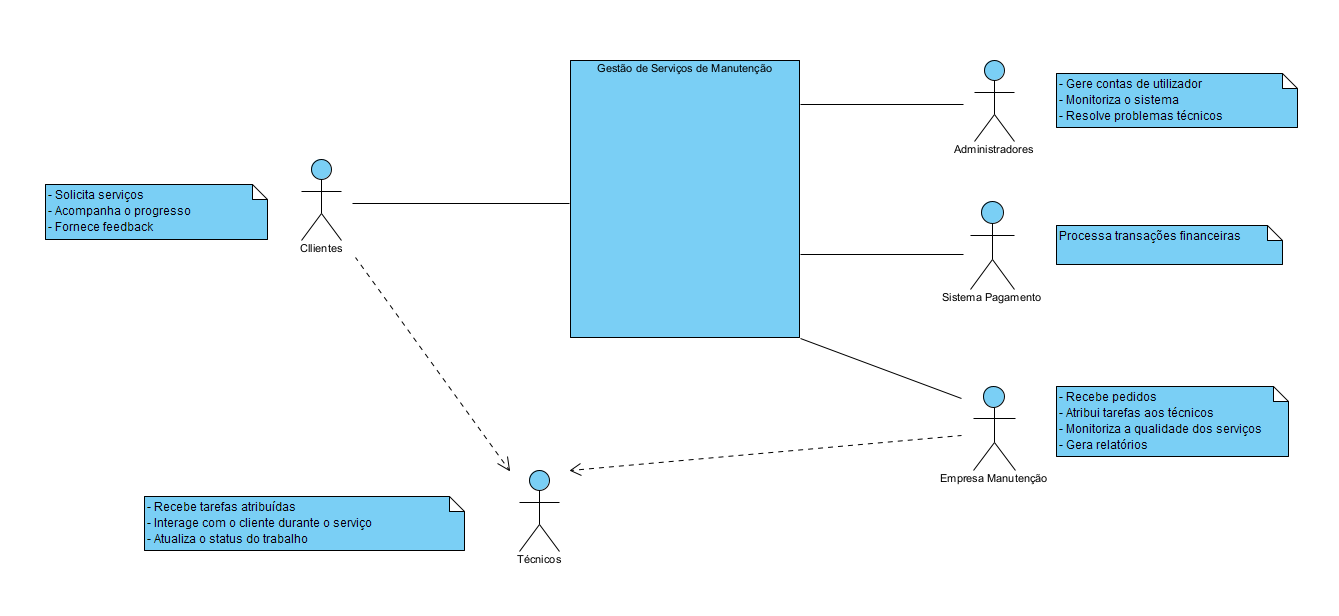 Gestão de Serviços de Manutenção
- Gere contas de utilizador
- Monitoriza o sistema
- Resolve problemas técnicos
Administradores
- Solicita serviços
- Acompanha o progresso
- Fornece feedback
Cllientes
Processa transações financeiras
Sistema Pagamento
- Recebe pedidos
- Atribui tarefas aos técnicos
- Monitoriza a qualidade dos serviços
- Gera relatórios
Empresa Manutenção
- Recebe tarefas atribuídas
- Interage com o cliente durante o serviço
- Atualiza o status do trabalho
Técnicos